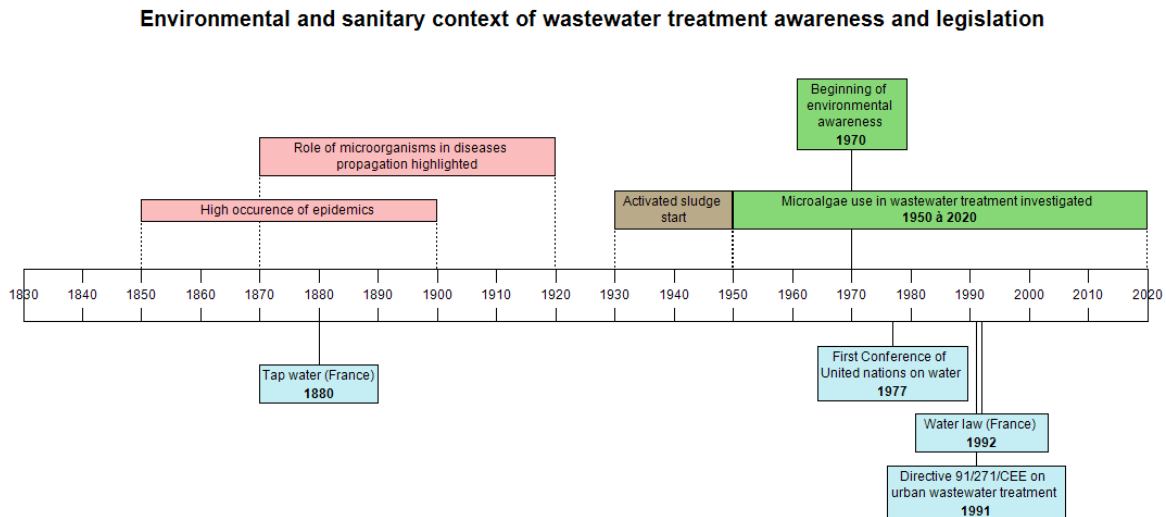 Environmental and sanitary context of wastewater treatment awareness and legislation
Beginning of
environmental
awareness
1970
Role of microorganisms in diseases
propagation highlighted
High occurence of epidemics
Activated sludge
start
Microalgae use in wastewater treatment investigated
1950 à 2020
1830 1840 1850 1860 1870 1880 1890 1900 1910 1920 1930 1940 1950 1960 1970 1980 1990 2000 2010 2020
Tap water (France)
1880
First Conference of
United nations on water
1977
Water law (France)
1992
Directive 91/271/CEE on
urban wastewater treatment
1991